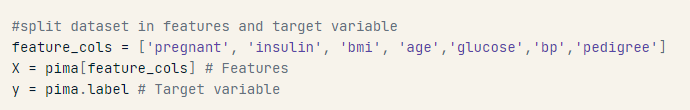 #split dataset in features and target variable
feature_cols = ['pregnant', 'insulin', 'bmi', 'age','glucose','bp','pedigree']
X = pima[feature_cols] # Features
y = pima.label # Target variable